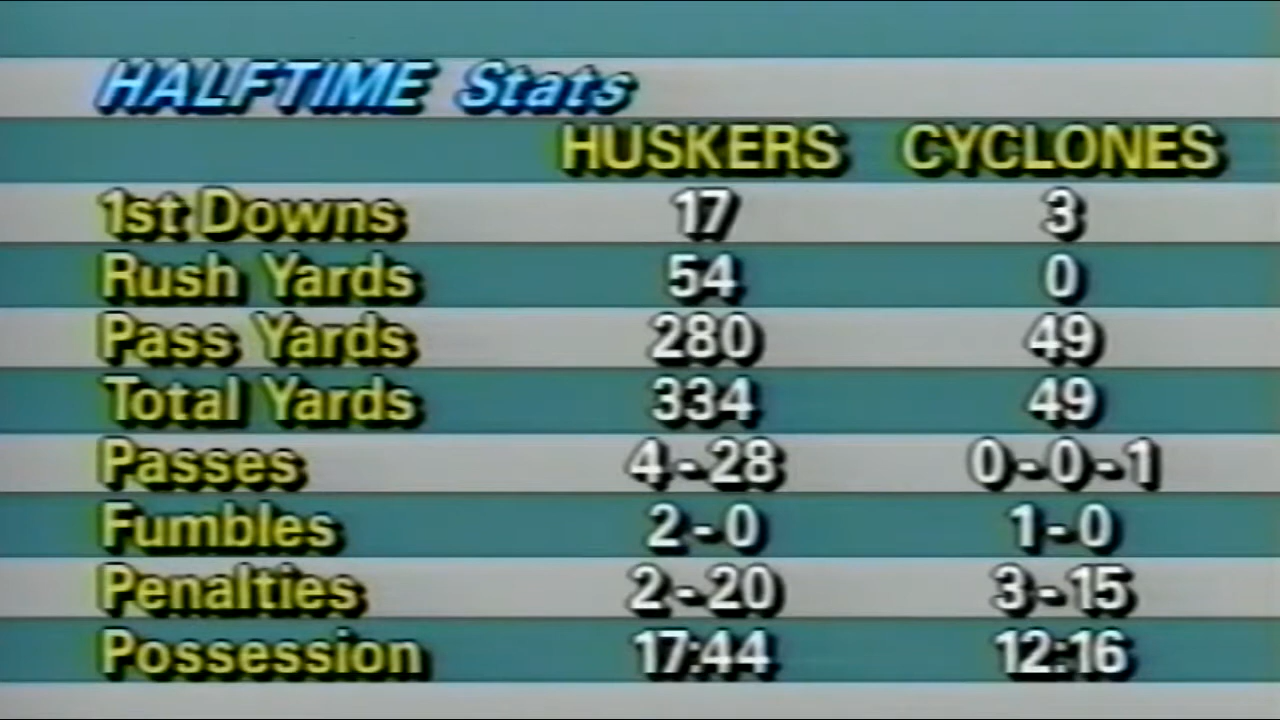 HALFTIME Stats
HUSKERS CYCLONES
1st Downs 17 3
Rush Yards 54 0
Pass Yards 280 49
Total Yards 334 49
Passes 4-28 0-0-1
Fumbles 2-0 1-0
Penalties 2-20 3-15
Possession 17:44 12:16